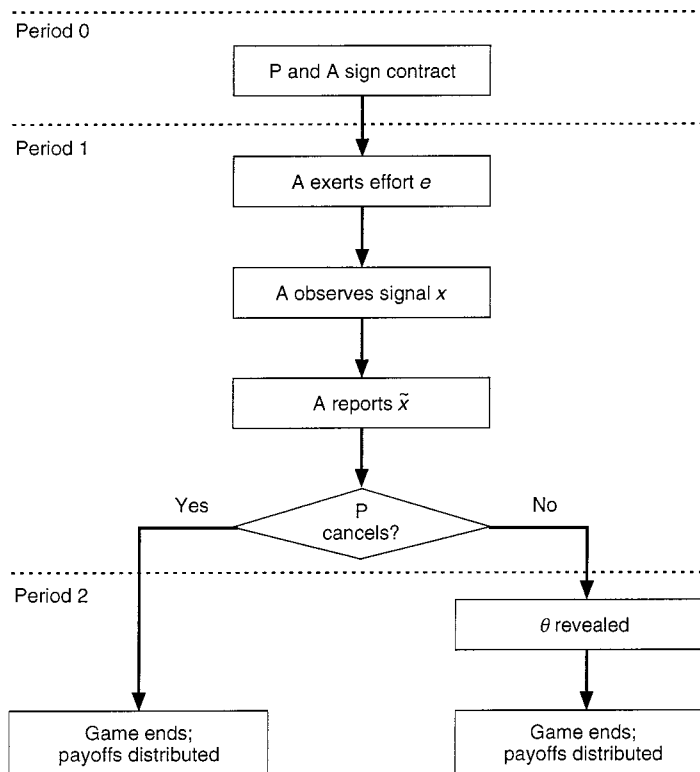 Period 0
P and A sign contract
Period 1
A exerts effort e
A observes signal x
A reports x̃
Yes
P
cancels?
No
Period 2
θ revealed
Game ends;
payoffs distributed
Game ends;
payoffs distributed